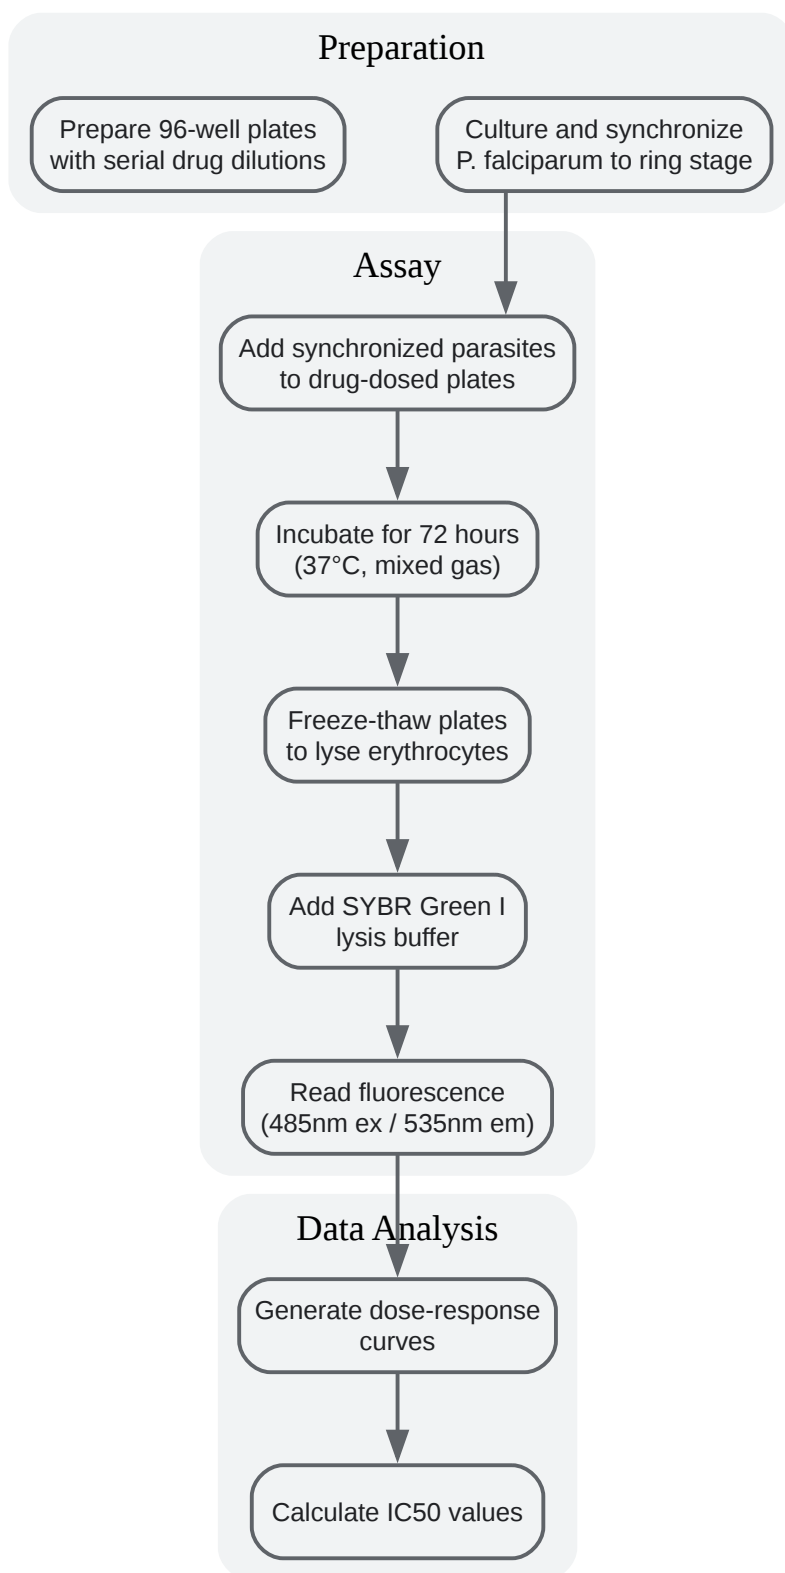 Preparation
Prepare 96-well plates
with serial drug dilutions
Culture and synchronize
P. falciparum to ring stage
Assay
Add synchronized parasites
to drug-dosed plates
Incubate for 72 hours
(37°C, mixed gas)
Freeze-thaw plates
to lyse erythrocytes
Add SYBR Green I
lysis buffer
Read fluorescence
(485nm ex / 535nm em)
Data Analysis
Generate dose-response
curves
Calculate IC50 values